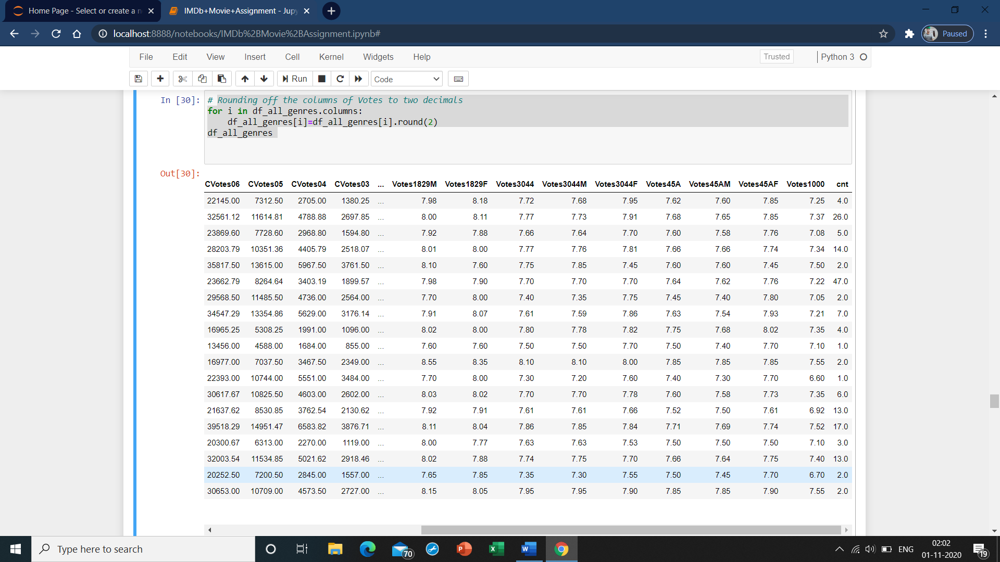 Home Page - Select or create a n
IMDb+Movie+Assignment - Jupy
localhost:8888/notebooks/IMDb%2BMovie%2BAssignment.ipynb#
Paused
File Edit View Insert Cell Kernel Widgets Help
Trusted
Python 3
Run
Code
In [30]:
# Rounding off the columns of Votes to two decimals
for i in df_all_genres.columns:
    df_all_genres[i]=df_all_genres[i].round(2)
df_all_genres
Out[30]:
CVotes06 CVotes05 CVotes04 CVotes03 ... Votes1829M Votes1829F Votes3044 Votes3044M Votes3044F Votes45A Votes45AM Votes45AF Votes1000 cnt
22145.00 7312.50 2705.00 1380.25 ... 7.98 8.18 7.72 7.68 7.95 7.62 7.60 7.85 7.25 4.0
32561.12 11614.81 4788.88 2697.85 ... 8.00 8.11 7.77 7.73 7.91 7.68 7.65 7.85 7.37 26.0
23869.60 7728.60 2968.80 1594.80 ... 7.92 7.88 7.66 7.64 7.70 7.60 7.58 7.76 7.08 5.0
28203.79 10351.36 4405.79 2518.07 ... 8.01 8.00 7.77 7.76 7.81 7.66 7.66 7.74 7.34 14.0
35817.50 13615.00 5967.50 3761.50 ... 8.10 7.60 7.75 7.85 7.45 7.60 7.60 7.45 7.50 2.0
23662.79 8264.64 3403.19 1899.57 ... 7.98 7.90 7.70 7.70 7.70 7.64 7.62 7.76 7.22 47.0
29568.50 11485.50 4736.00 2564.00 ... 7.70 8.00 7.40 7.35 7.75 7.45 7.40 7.80 7.05 2.0
34547.29 13354.86 5629.00 3176.14 ... 7.91 8.07 7.61 7.59 7.86 7.63 7.54 7.93 7.21 7.0
16965.25 5308.25 1991.00 1096.00 ... 8.02 8.00 7.80 7.78 7.82 7.75 7.68 8.02 7.35 4.0
13456.00 4588.00 1684.00 855.00 ... 7.60 7.60 7.50 7.50 7.70 7.50 7.40 7.70 7.10 1.0
16977.00 7037.50 3467.50 2349.00 ... 8.55 8.35 8.10 8.10 8.00 7.85 7.85 7.85 7.55 2.0
22393.00 10744.00 5551.00 3484.00 ... 7.70 8.00 7.30 7.20 7.60 7.40 7.30 7.70 6.60 1.0
30617.67 10825.50 4603.00 2602.00 ... 8.03 8.02 7.70 7.70 7.78 7.60 7.58 7.73 7.35 6.0
21637.62 8530.85 3762.54 2130.62 ... 7.92 7.91 7.61 7.61 7.66 7.52 7.50 7.61 6.92 13.0
39518.29 14951.47 6583.82 3876.71 ... 8.11 8.04 7.86 7.85 7.84 7.71 7.69 7.74 7.52 17.0
20300.67 6313.00 2270.00 1119.00 ... 8.00 7.77 7.63 7.63 7.53 7.50 7.50 7.50 7.10 3.0
32003.54 11534.85 5021.62 2918.46 ... 8.02 7.88 7.74 7.75 7.70 7.66 7.64 7.75 7.40 13.0
20252.50 7200.50 2845.00 1557.00 ... 7.65 7.85 7.35 7.30 7.55 7.50 7.45 7.70 6.70 2.0
30653.00 10709.00 4573.50 2727.00 ... 8.15 8.05 7.95 7.95 7.90 7.85 7.85 7.90 7.55 2.0
Type here to search
70
ENG
02:02
01-11-2020
19